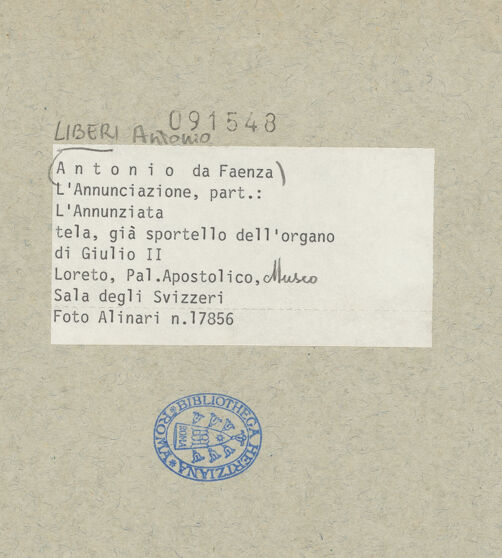 091548
LIBERI Antonio
(Antonio da Faenza)
L'Annunciazione, part.:
L'Annunziata
tela, già sportello dell'organo
di Giulio II
Loreto, Pal.Apostolico, Museo
Sala degli Svizzeri
Foto Alinari n.17856
BIBLIOTHECA HERTZIANA * ROMA *